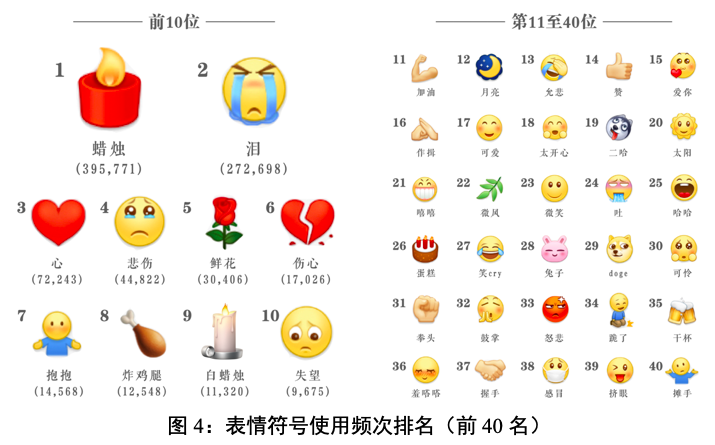 前10位
1
蜡烛
(395,771)
2
泪
(272,698)
3
心
(72,243)
4
悲伤
(44,822)
5
鲜花
(30,406)
6
伤心
(17,026)
7
抱抱
(14,568)
8
炸鸡腿
(12,548)
9
白蜡烛
(11,320)
10
失望
(9,675)
第11至40位
11
加油
12
月亮
13
允悲
14
赞
15
爱你
16
作揖
17
可爱
18
太开心
19
二哈
20
太阳
21
嘻嘻
22
微风
23
微笑
24
吐
25
哈哈
26
蛋糕
27
笑cry
28
兔子
29
doge
30
可怜
31
拳头
32
鼓掌
33
怒悲
34
跪了
35
干杯
36
羞嗒嗒
37
握手
38
感冒
39
挤眼
40
摊手
图 4：表情符号使用频次排名（前 40 名）